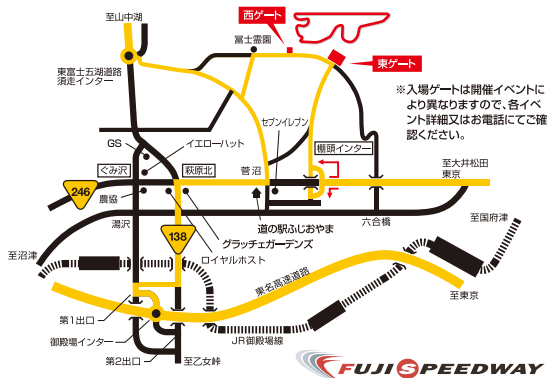 至山中湖
西ゲート
冨士霊園
東ゲート
東富士五湖道路
須走インター
※入場ゲートは開催イベントに
より異なりますので、各イベ
ント詳細又はお電話にてご確
認ください。
セブンイレブン
GS
イエローハット
棚頭インター
ぐみ沢
萩原北
菅沼
至大井松田
東京
246
農協
道の駅ふじおやま
湯沢
グラッチェガーデンズ
六合橋
至国府津
138
ロイヤルホスト
至沼津
東名高速道路
至東京
第1出口
御殿場インター
JR御殿場線
第2出口
至乙女峠
FUJI SPEEDWAY